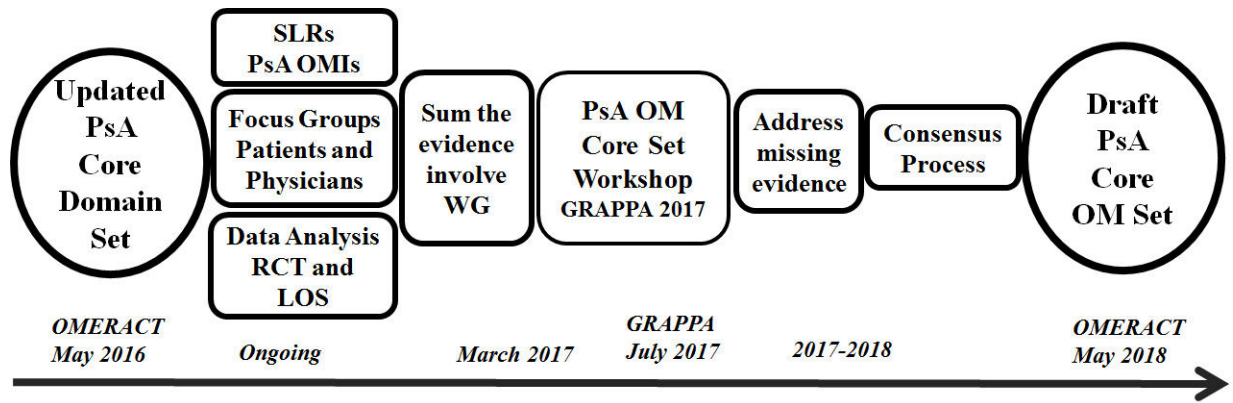 Updated
PsA
Core
Domain
Set
SLRs
PsA OMIs
Focus Groups
Patients and
Physicians
Data Analysis
RCT and
LOS
Sum the
evidence
involve
WG
PsA OM
Core Set
Workshop
GRAPPA 2017
Address
missing
evidence
Consensus
Process
Draft
PsA
Core
OM Set
OMERACT
May 2016
Ongoing
March 2017
GRAPPA
July 2017
2017-2018
OMERACT
May 2018